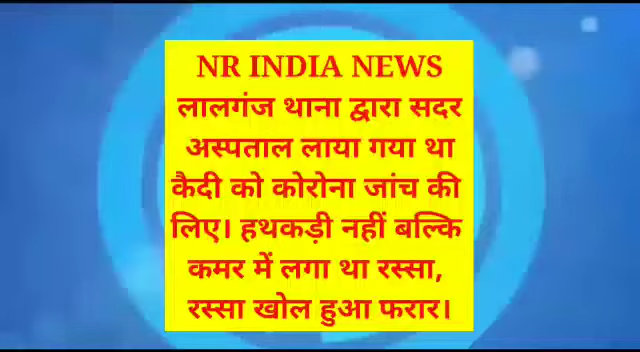 NR INDIA NEWS
लालगंज थाना द्वारा सदर
अस्पताल लाया गया था
कैदी को कोरोना जांच की
लिए। हथकड़ी नहीं बल्कि
कमर में लगा था रस्सा,
रस्सा खोल हुआ फरार।